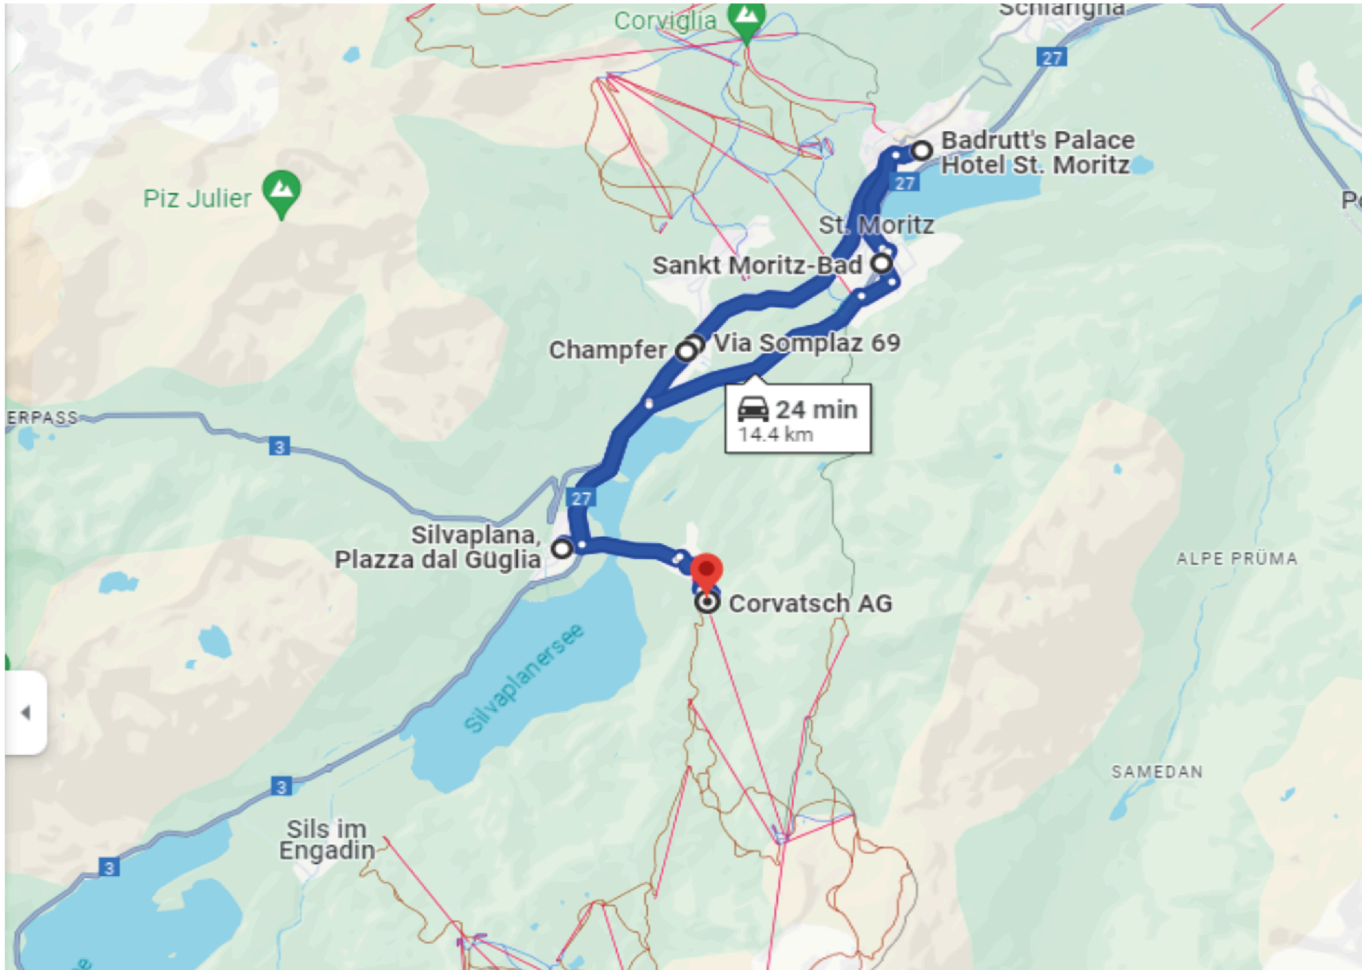 Corviglia
Schlarigna
27
Badrutt's Palace
Hotel St. Moritz
27
Piz Julier
St. Moritz
Sankt Moritz-Bad
Champfer
Via Somplaz 69
24 min
14.4 km
ERPASS
3
27
Silvaplana,
Plazza dal Güglia
Corvatsch AG
ALPE PRÜMA
Silvaplanersee
SAMEDAN
3
Sils im
Engadin
3